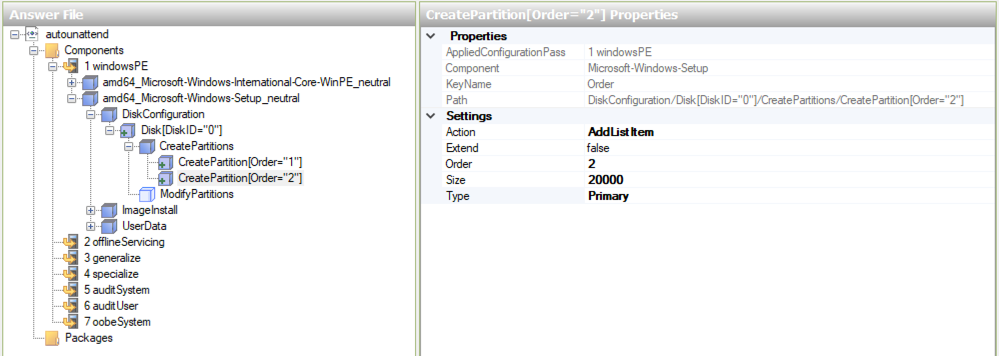 Answer File
autounattend
Components
1 windowsPE
amd64_Microsoft-Windows-International-Core-WinPE_neutral
amd64_Microsoft-Windows-Setup_neutral
DiskConfiguration
Disk[DiskID="0"]
CreatePartitions
CreatePartition[Order="1"]
CreatePartition[Order="2"]
ModifyPartitions
ImageInstall
UserData
2 offlineServicing
3 generalize
4 specialize
5 auditSystem
6 auditUser
7 oobeSystem
Packages
CreatePartition[Order="2"] Properties
Properties
AppliedConfigurationPass 1 windowsPE
Component Microsoft-Windows-Setup
KeyName Order
Path DiskConfiguration/Disk[DiskID="0"]/CreatePartitions/CreatePartition[Order="2"]
Settings
Action AddListItem
Extend false
Order 2
Size 20000
Type Primary